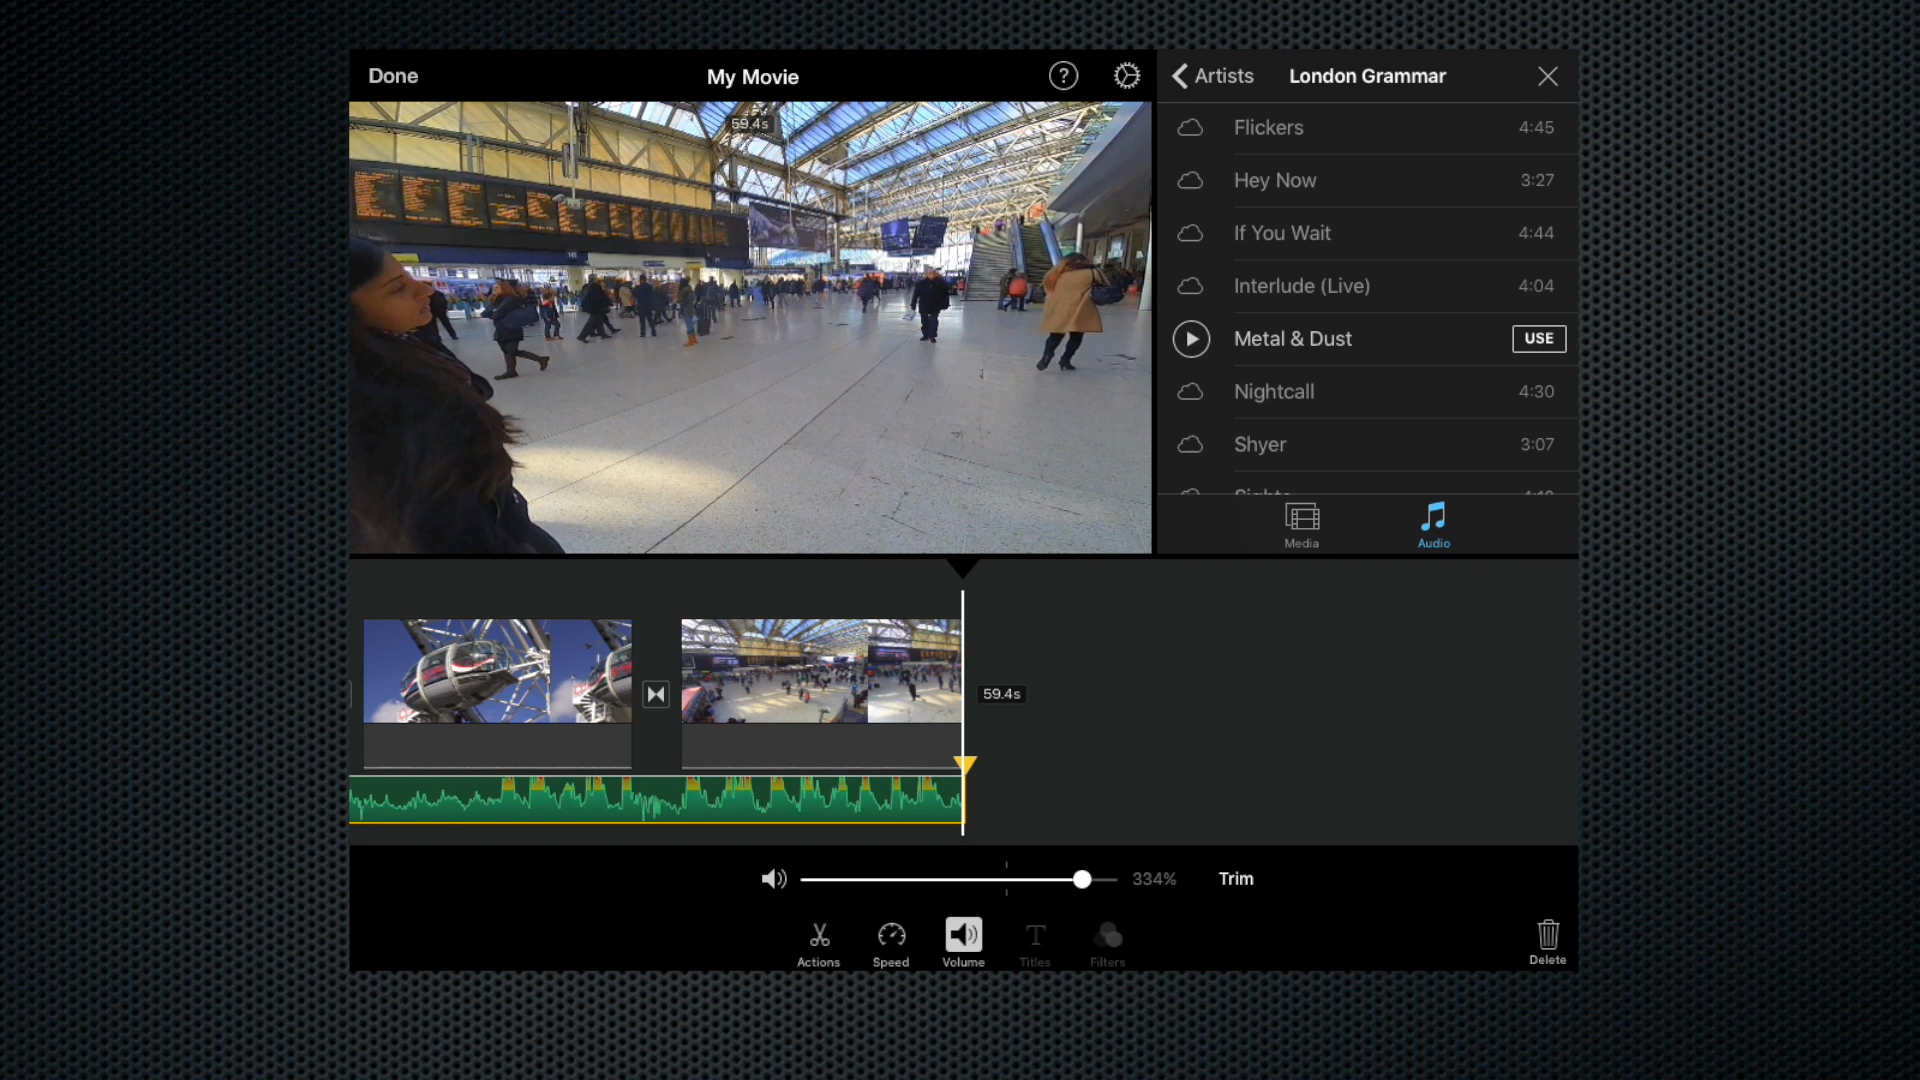 Done
My Movie
?
Artists
London Grammar
59.4s
Flickers 4:45
Hey Now 3:27
If You Wait 4:44
Interlude (Live) 4:04
Metal & Dust USE
Nightcall 4:30
Shyer 3:07
Media
Audio
59.4s
334%
Trim
Actions
Speed
Volume
Titles
Filters
Delete